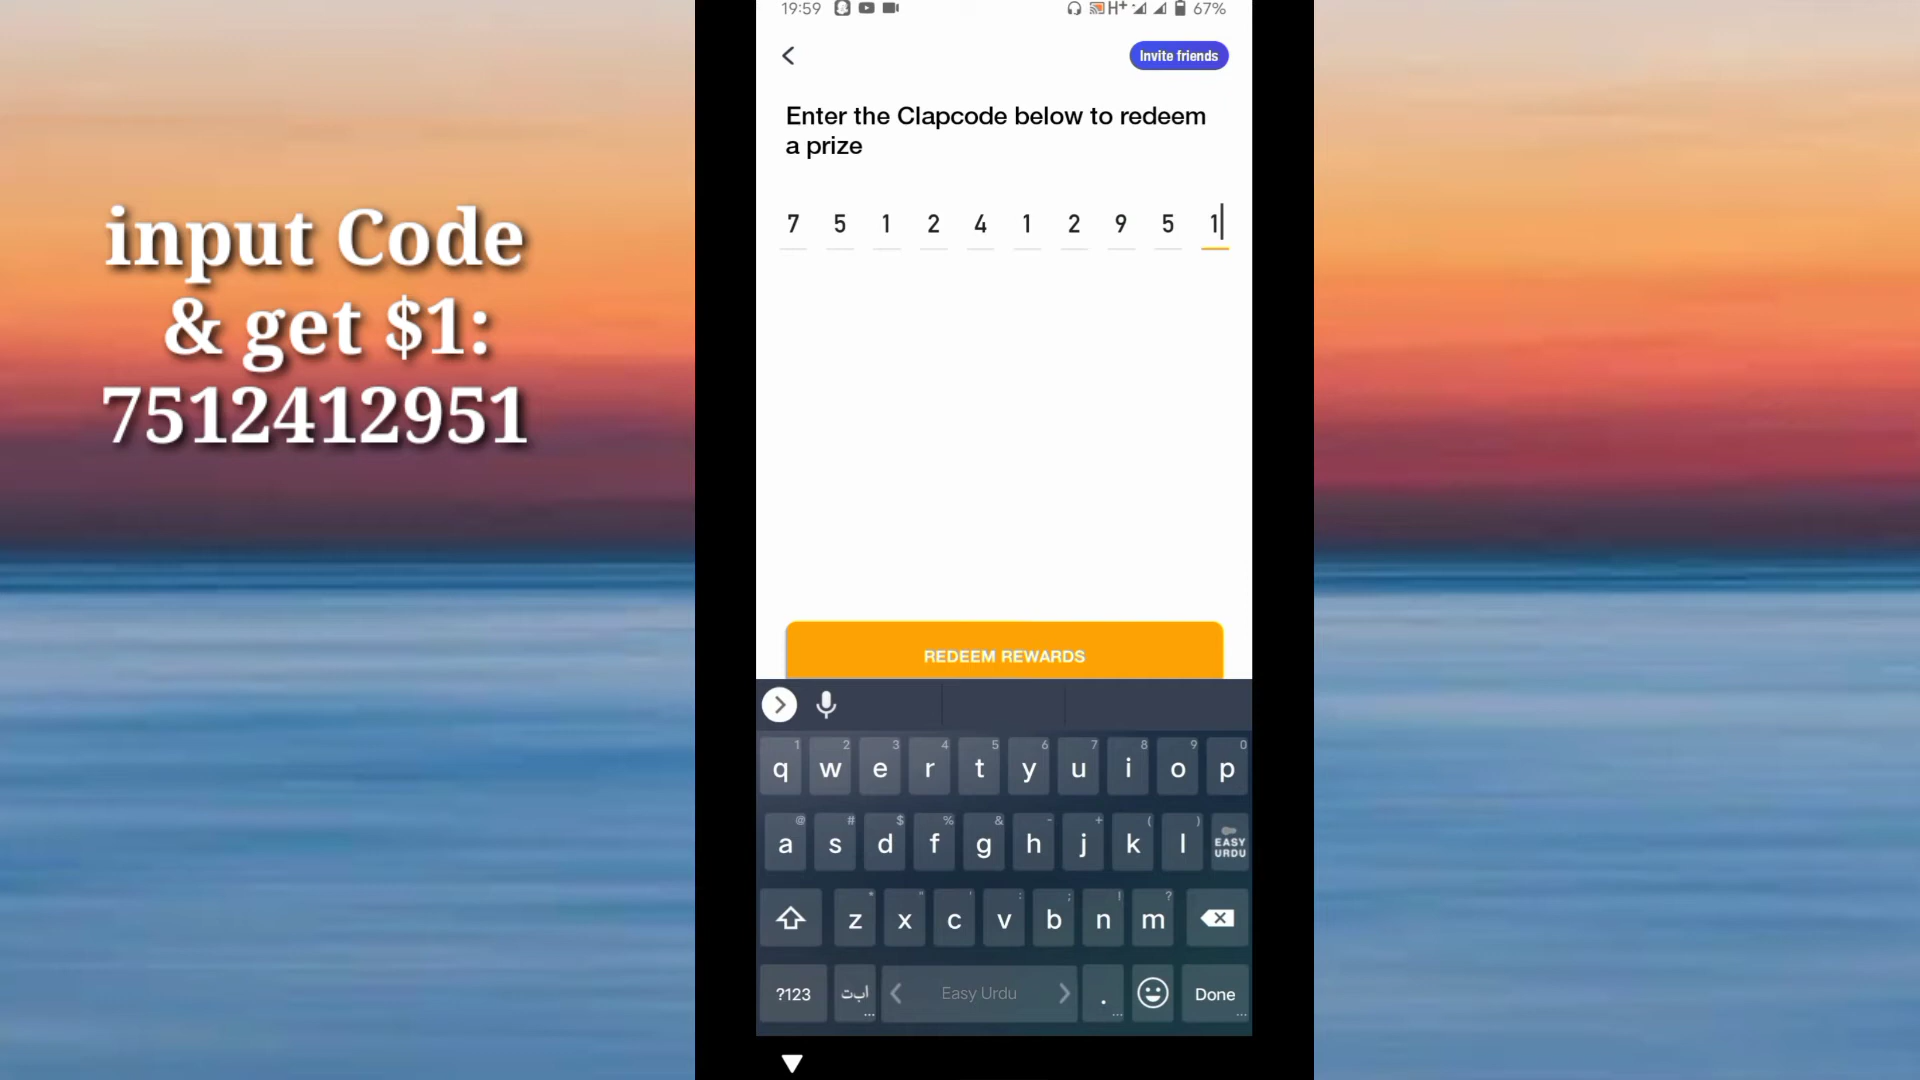 input Code
& get $1:
7512412951
19:59
H+
67%
Invite friends
Enter the Clapcode below to redeem
a prize
7 5 1 2 4 1 2 9 5 1
REDEEM REWARDS
1 2 3 4 5 6 7 8 9 0
q w e r t y u i o p
@ # $ % & - + ( )
a s d f g h j k l EASY
URDU
* " ' : ; ! ?
z x c v b n m
?123 ابت ... Easy Urdu . ... Done ...